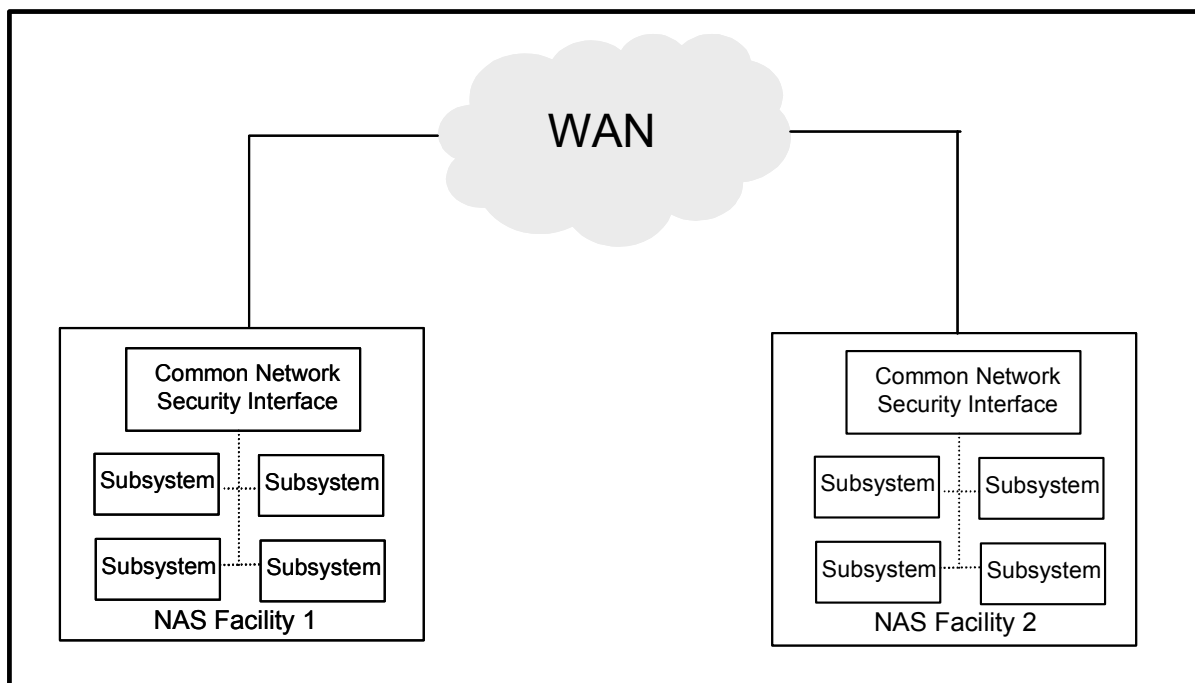 WAN
Common Network
Security Interface
Subsystem
Subsystem
Subsystem
Subsystem
NAS Facility 1
Common Network
Security Interface
Subsystem
Subsystem
Subsystem
Subsystem
NAS Facility 2